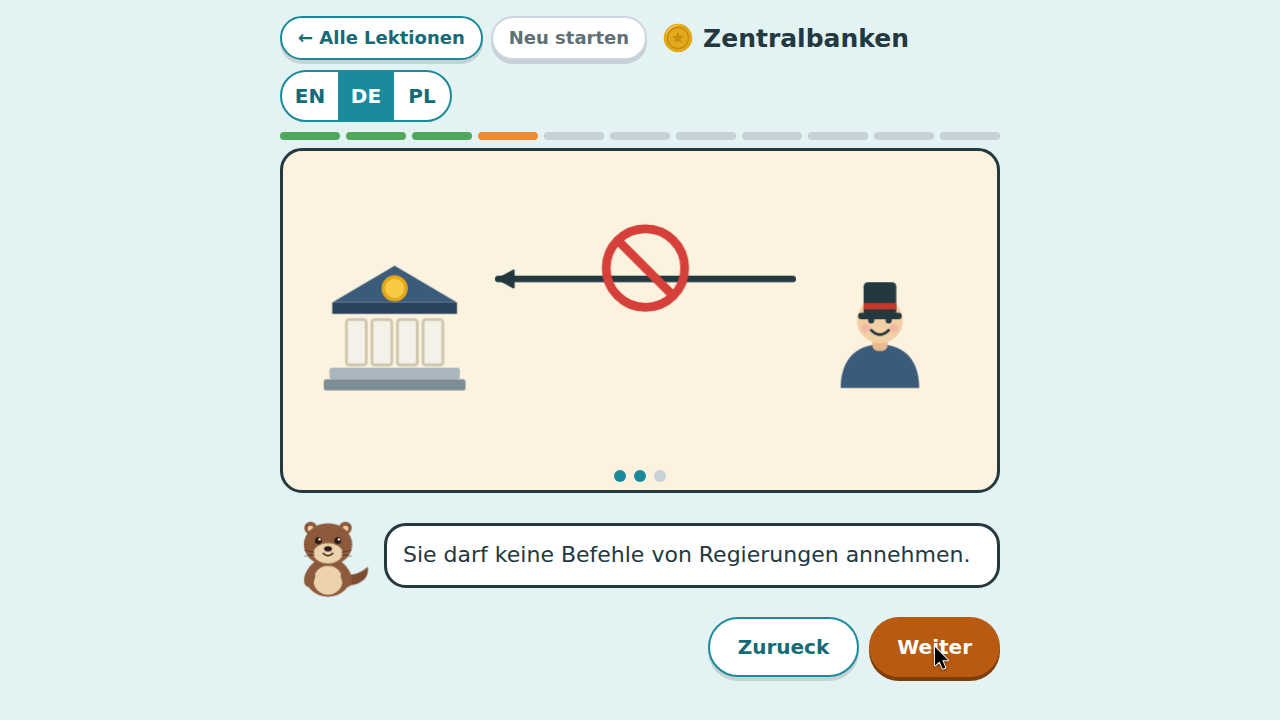 ← Alle Lektionen
Neu starten
Zentralbanken
EN
DE
PL
Sie darf keine Befehle von Regierungen annehmen.
Zurueck
Weiter